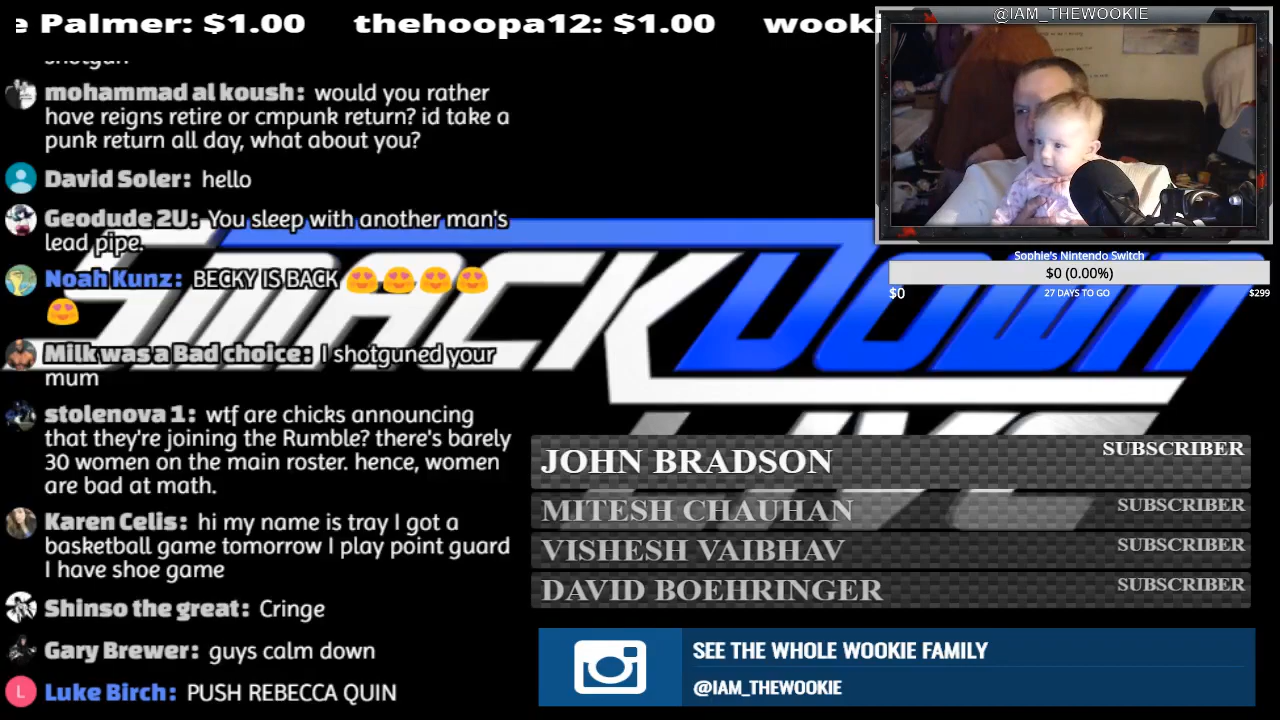 e Palmer: $1.00 thehoopa12: $1.00 wooki
@IAM_THEWOOKIE
shotgun
mohammad al koush: would you rather
have reigns retire or cmpunk return? id take a
punk return all day, what about you?
David Soler: hello
Geodude 2U: You sleep with another man's
lead pipe.
Noah Kunz: BECKY IS BACK 😍😍😍😍
😍
Milk was a Bad choice: I shotguned your
mum
stolenova 1: wtf are chicks announcing
that they're joining the Rumble? there's barely
30 women on the main roster. hence, women
are bad at math.
Karen Celis: hi my name is tray I got a
basketball game tomorrow I play point guard
I have shoe game
Shinso the great: Cringe
Gary Brewer: guys calm down
L Luke Birch: PUSH REBECCA QUIN
Sophie's Nintendo Switch
$0 (0.00%)
$0 27 DAYS TO GO $299
SMACKDOWN
LIVE
JOHN BRADSON SUBSCRIBER
MITESH CHAUHAN SUBSCRIBER
VISHESH VAIBHAV SUBSCRIBER
DAVID BOEHRINGER SUBSCRIBER
SEE THE WHOLE WOOKIE FAMILY
@IAM_THEWOOKIE